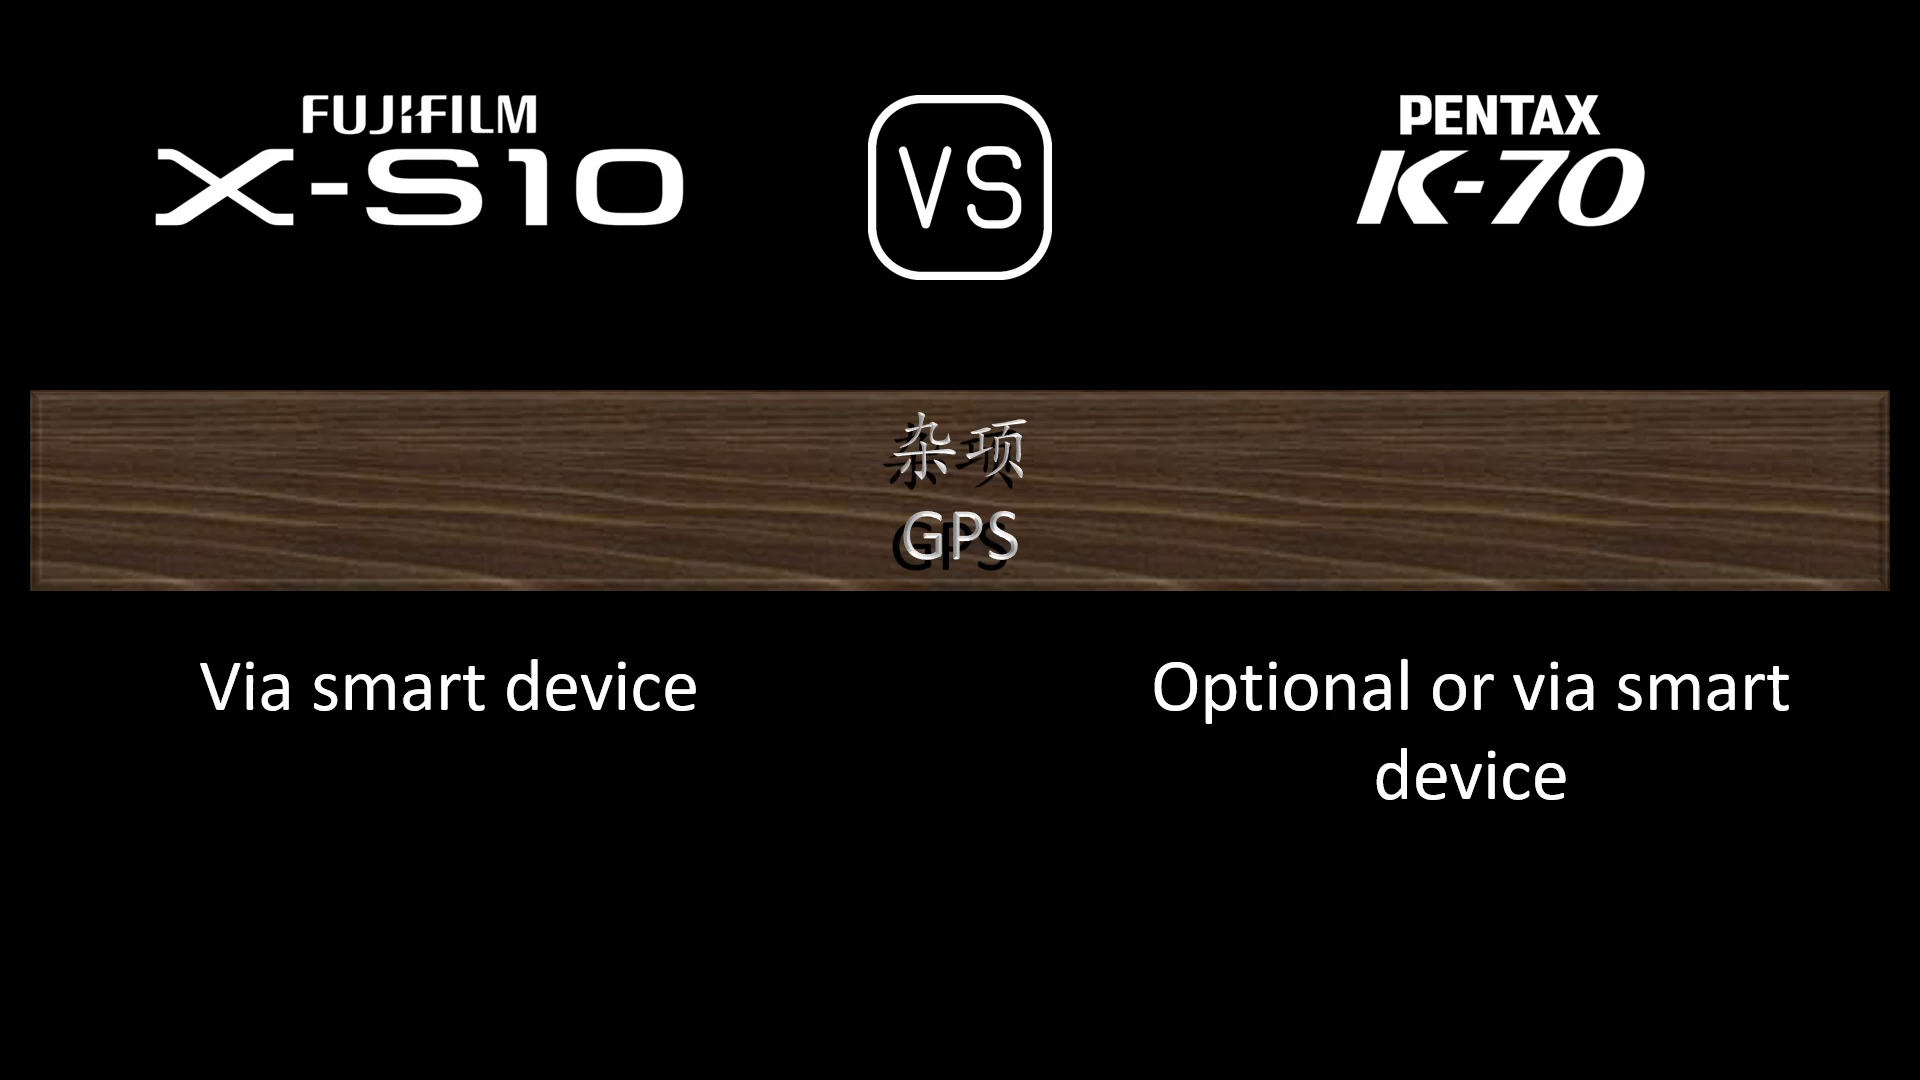 FUJIFILM
X-S10
VS
PENTAX
K-70
杂项
GPS
Via smart device
Optional or via smart
device